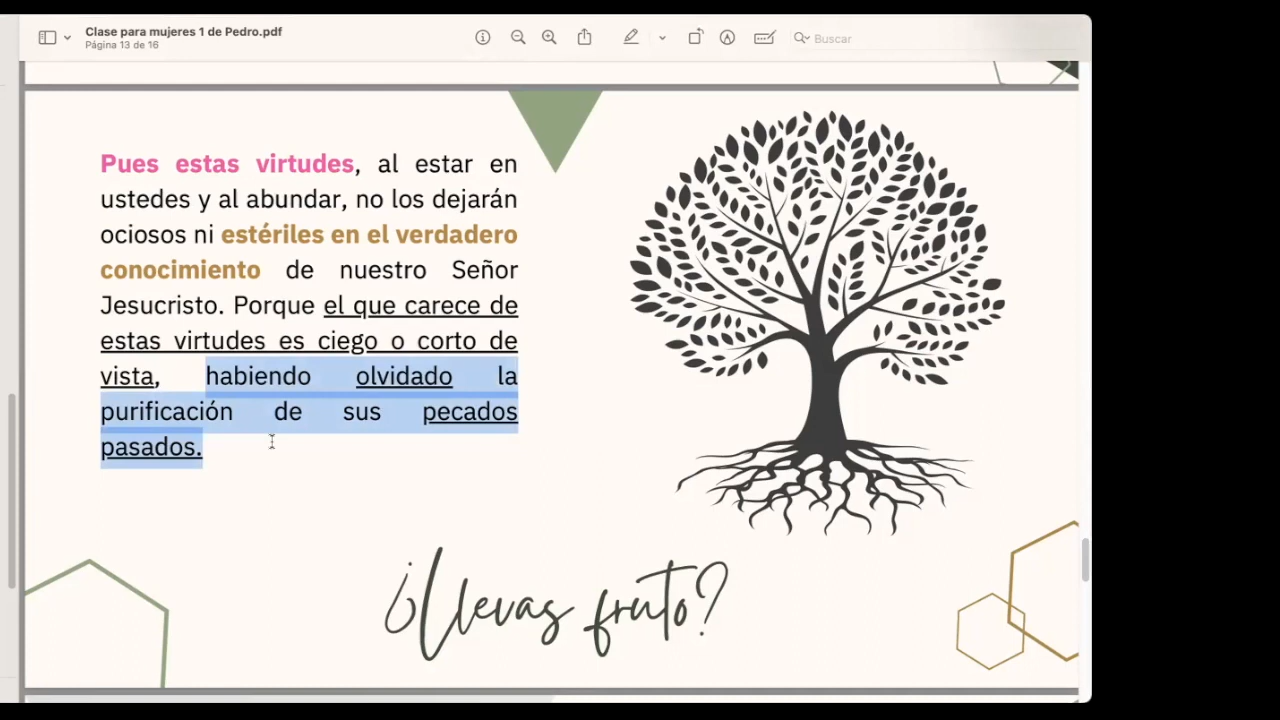 Clase para mujeres 1 de Pedro.pdf
Página 13 de 16
Buscar
Pues estas virtudes, al estar en
ustedes y al abundar, no los dejarán
ociosos ni estériles en el verdadero
conocimiento de nuestro Señor
Jesucristo. Porque el que carece de
estas virtudes es ciego o corto de
vista, habiendo olvidado la
purificación de sus pecados
pasados.
¿Llevas fruto?